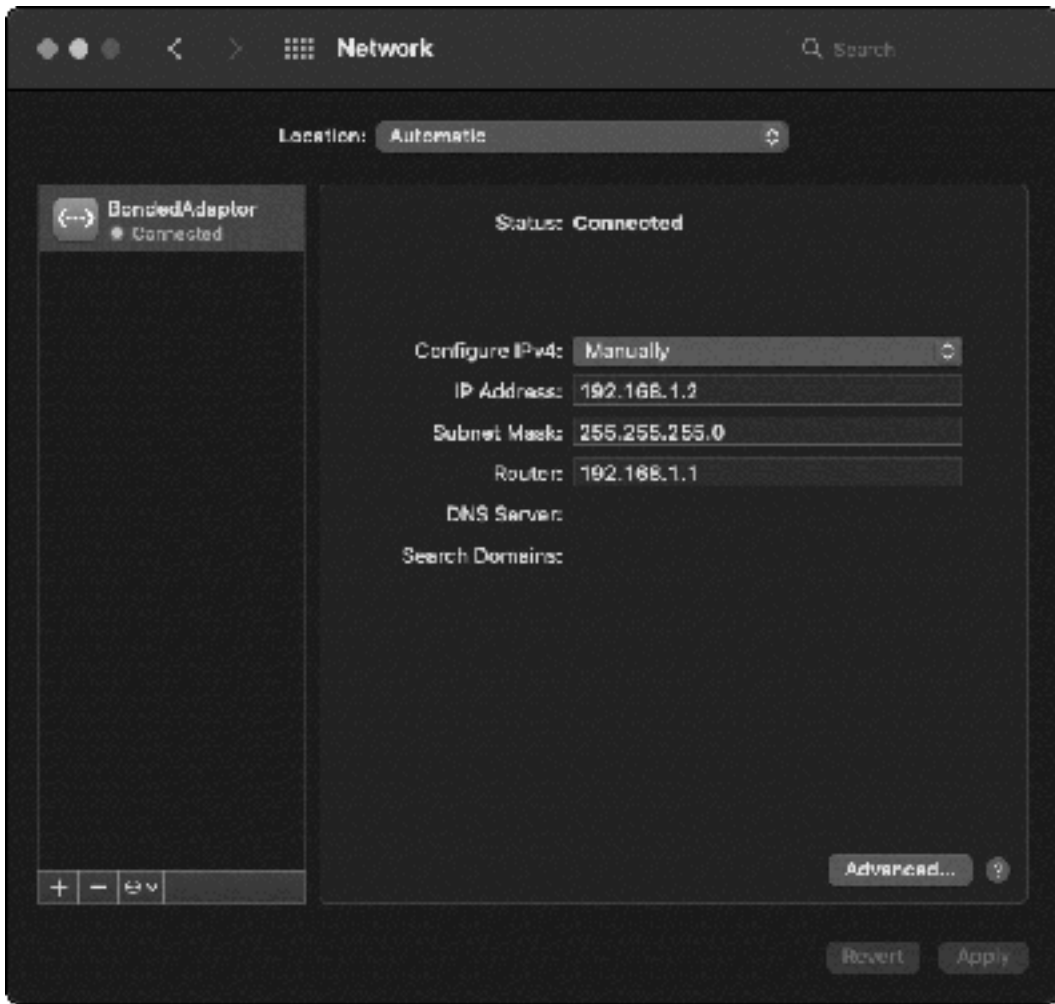 Network
Search
Location: Automatic
BondedAdaptor
Connected
Status: Connected
Configure IPv4: Manually
IP Address: 192.168.1.2
Subnet Mask: 255.255.255.0
Router: 192.168.1.1
DNS Server:
Search Domains:
Advanced... ?
Revert Apply